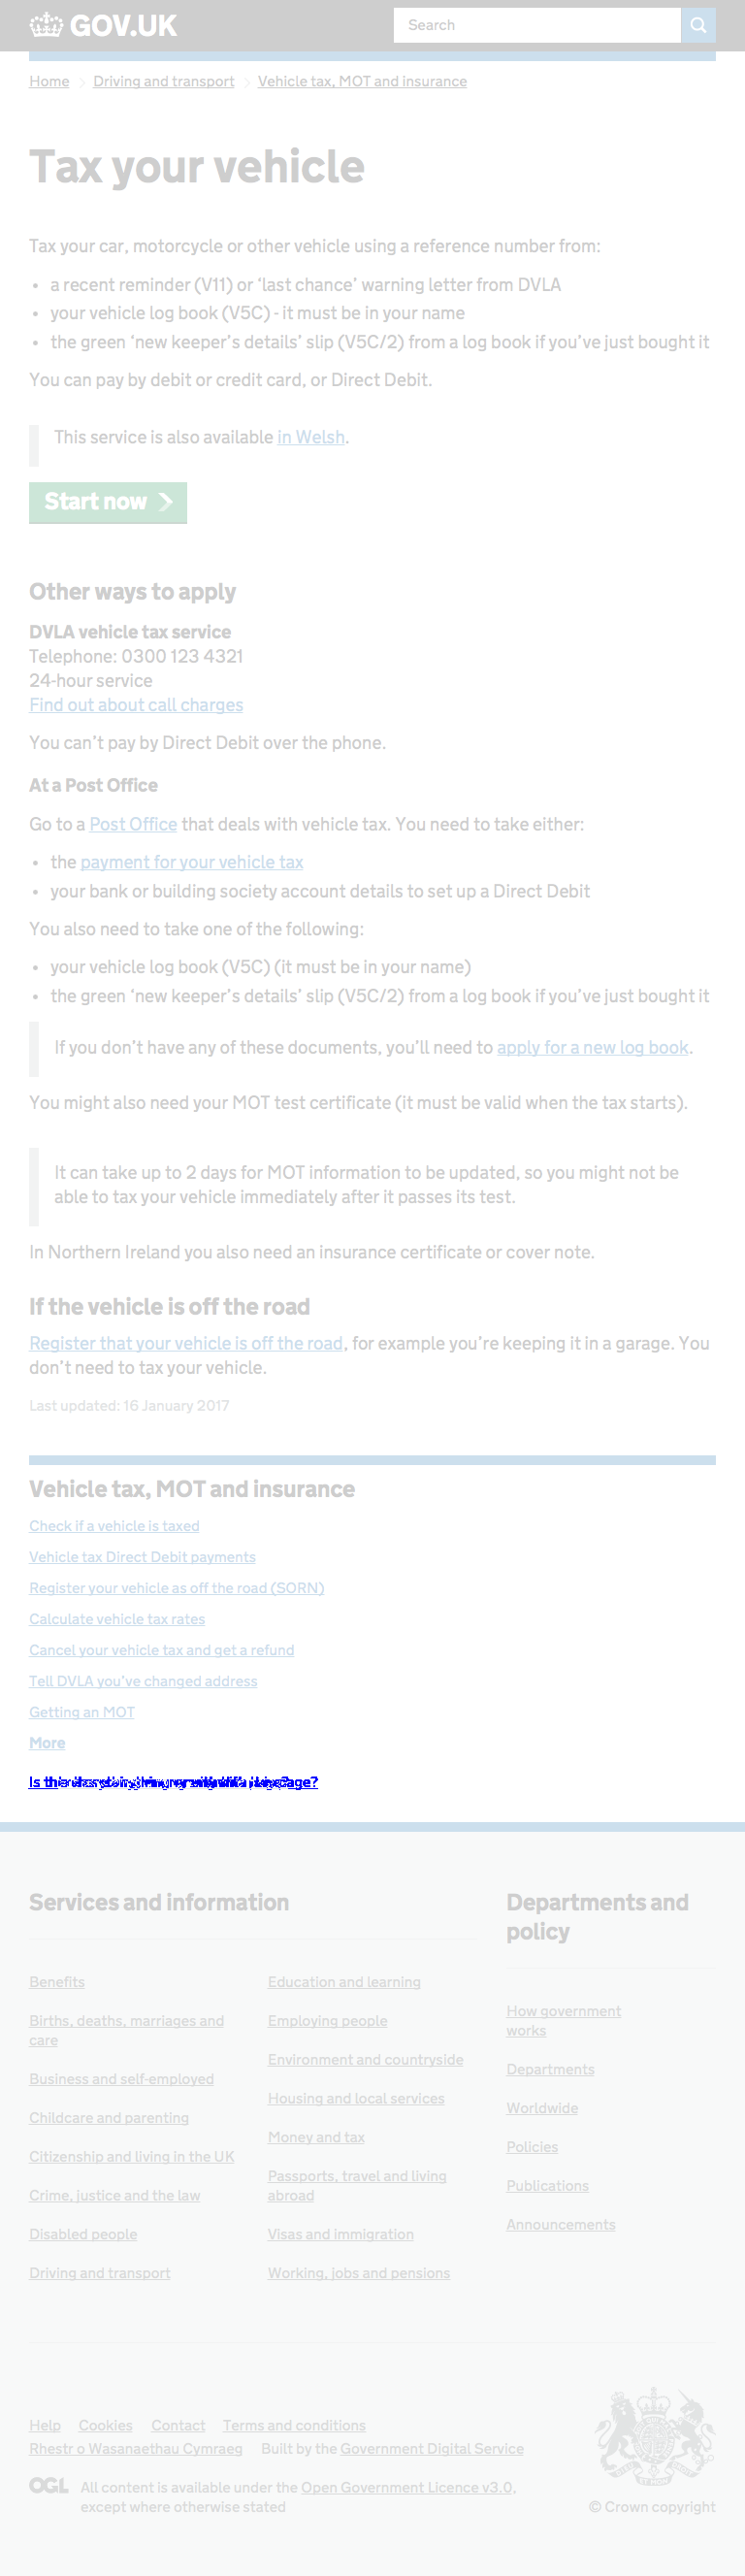 GOV.UK
Search
Home
Driving and transport
Vehicle tax, MOT and insurance
Tax your vehicle
Tax your car, motorcycle or other vehicle using a reference number from:
• a recent reminder (V11) or ‘last chance’ warning letter from DVLA
• your vehicle log book (V5C) - it must be in your name
• the green ‘new keeper’s details’ slip (V5C/2) from a log book if you’ve just bought it
You can pay by debit or credit card, or Direct Debit.
This service is also available in Welsh.
Start now
Other ways to apply
DVLA vehicle tax service
Telephone: 0300 123 4321
24-hour service
Find out about call charges
You can’t pay by Direct Debit over the phone.
At a Post Office
Go to a Post Office that deals with vehicle tax. You need to take either:
• the payment for your vehicle tax
• your bank or building society account details to set up a Direct Debit
You also need to take one of the following:
• your vehicle log book (V5C) (it must be in your name)
• the green ‘new keeper’s details’ slip (V5C/2) from a log book if you’ve just bought it
If you don’t have any of these documents, you’ll need to apply for a new log book.
You might also need your MOT test certificate (it must be valid when the tax starts).
It can take up to 2 days for MOT information to be updated, so you might not be
able to tax your vehicle immediately after it passes its test.
In Northern Ireland you also need an insurance certificate or cover note.
If the vehicle is off the road
Register that your vehicle is off the road, for example you’re keeping it in a garage. You
don’t need to tax your vehicle.
Last updated: 16 January 2017
Vehicle tax, MOT and insurance
Check if a vehicle is taxed
Vehicle tax Direct Debit payments
Register your vehicle as off the road (SORN)
Calculate vehicle tax rates
Cancel your vehicle tax and get a refund
Tell DVLA you’ve changed address
Getting an MOT
More
Services and information
Benefits
Births, deaths, marriages and
care
Business and self-employed
Childcare and parenting
Citizenship and living in the UK
Crime, justice and the law
Disabled people
Driving and transport
Education and learning
Employing people
Environment and countryside
Housing and local services
Money and tax
Passports, travel and living
abroad
Visas and immigration
Working, jobs and pensions
Departments and
policy
How government
works
Departments
Worldwide
Policies
Publications
Announcements
Help Cookies Contact Terms and conditions
Rhestr o Wasanaethau Cymraeg Built by the Government Digital Service
OGL All content is available under the Open Government Licence v3.0,
except where otherwise stated
© Crown copyright